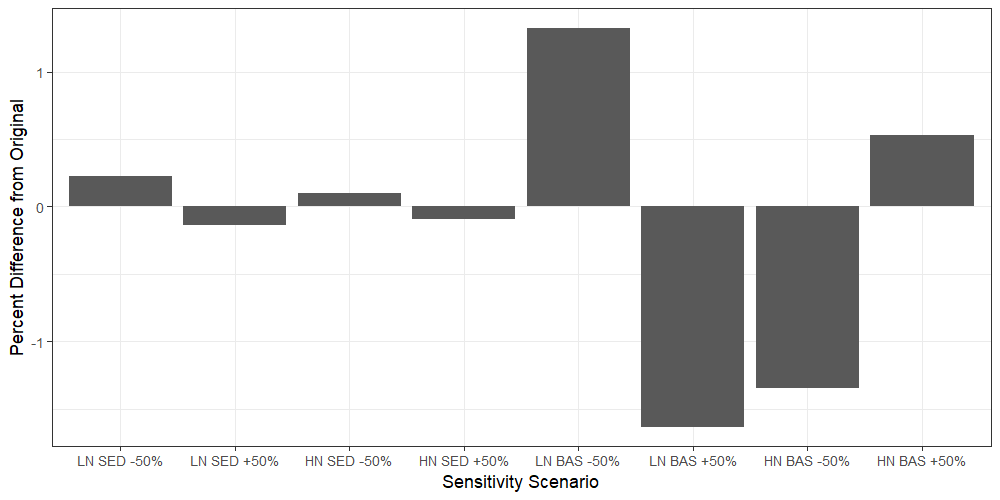 Percent Difference from Original
1
0
-1
LN SED -50% LN SED +50% HN SED -50% HN SED +50% LN BAS -50% LN BAS +50% HN BAS -50% HN BAS +50%
Sensitivity Scenario